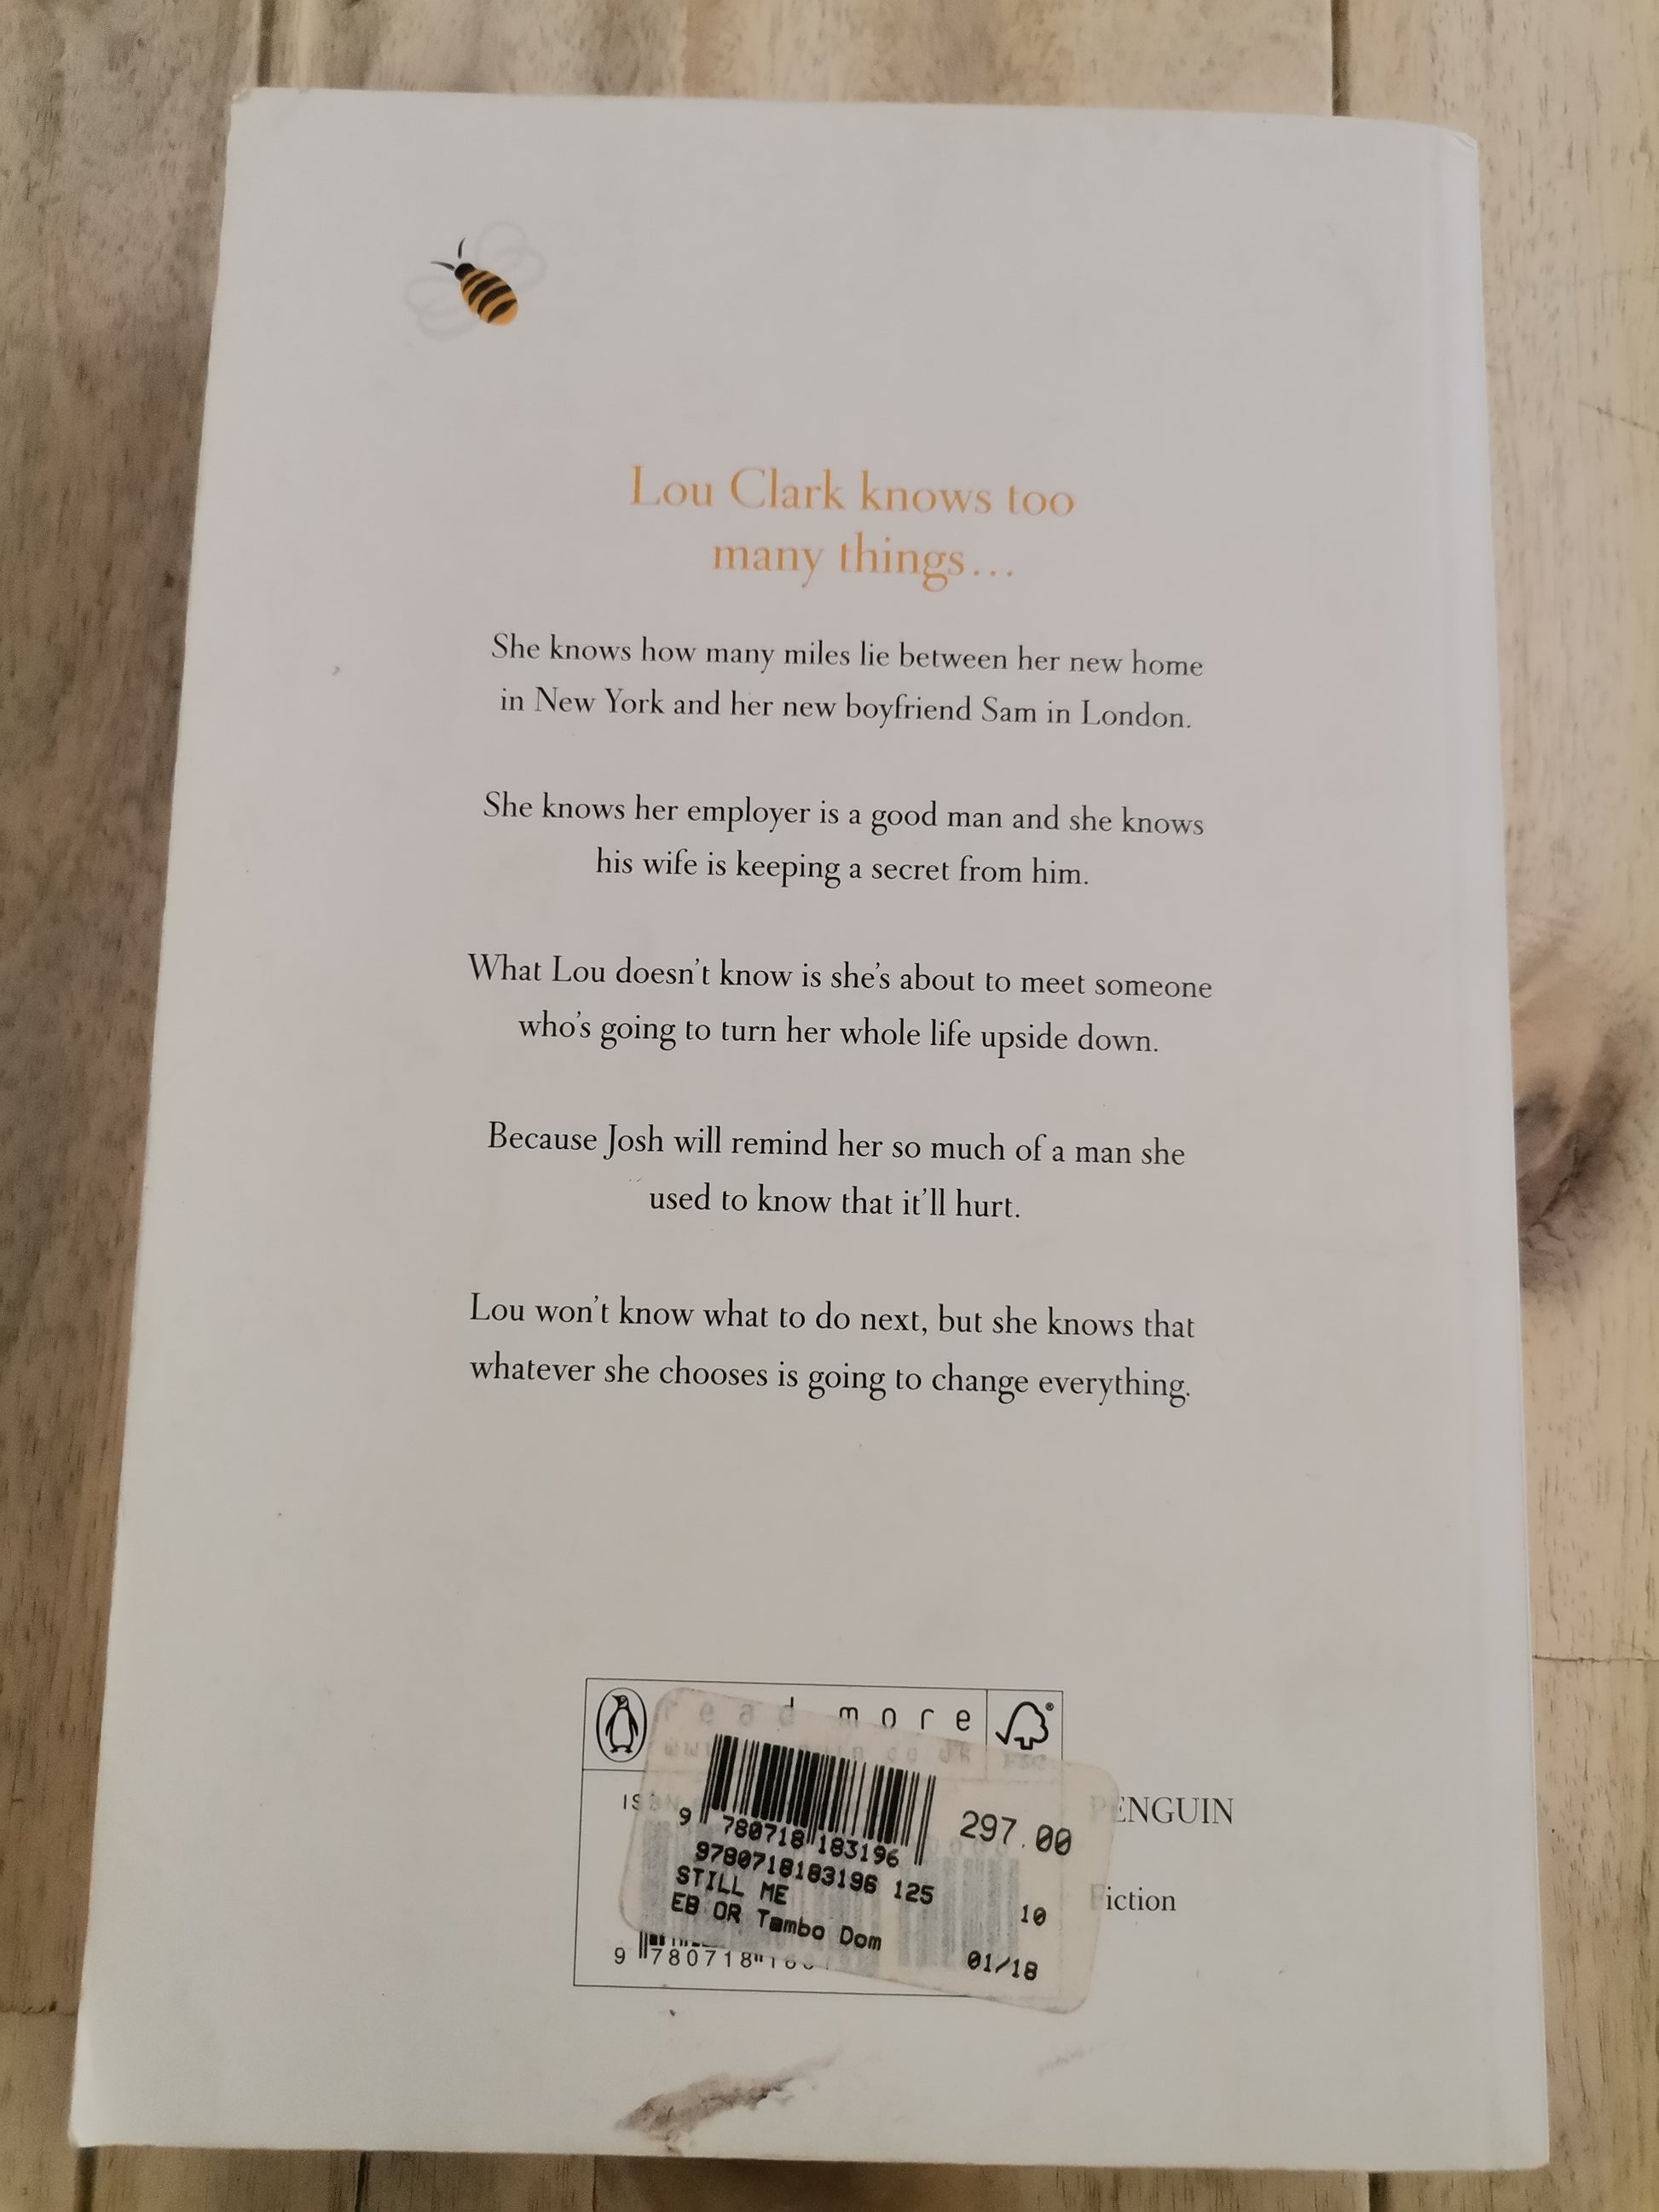 Lou Clark knows too
many things...
She knows how many miles lie between her new home
in New York and her new boyfriend Sam in London.
She knows her employer is a good man and she knows
his wife is keeping a secret from him.
What Lou doesn't know is she's about to meet someone
who's going to turn her whole life upside down.
Because Josh will remind her so much of a man she
used to know that it'll hurt.
Lou won't know what to do next, but she knows that
whatever she chooses is going to change everything.
read more
9 780718 183196
297.00
9780718183196 125
STILL ME
10
EB OR Tambo Dom
01/18
PENGUIN
Fiction
9 780718